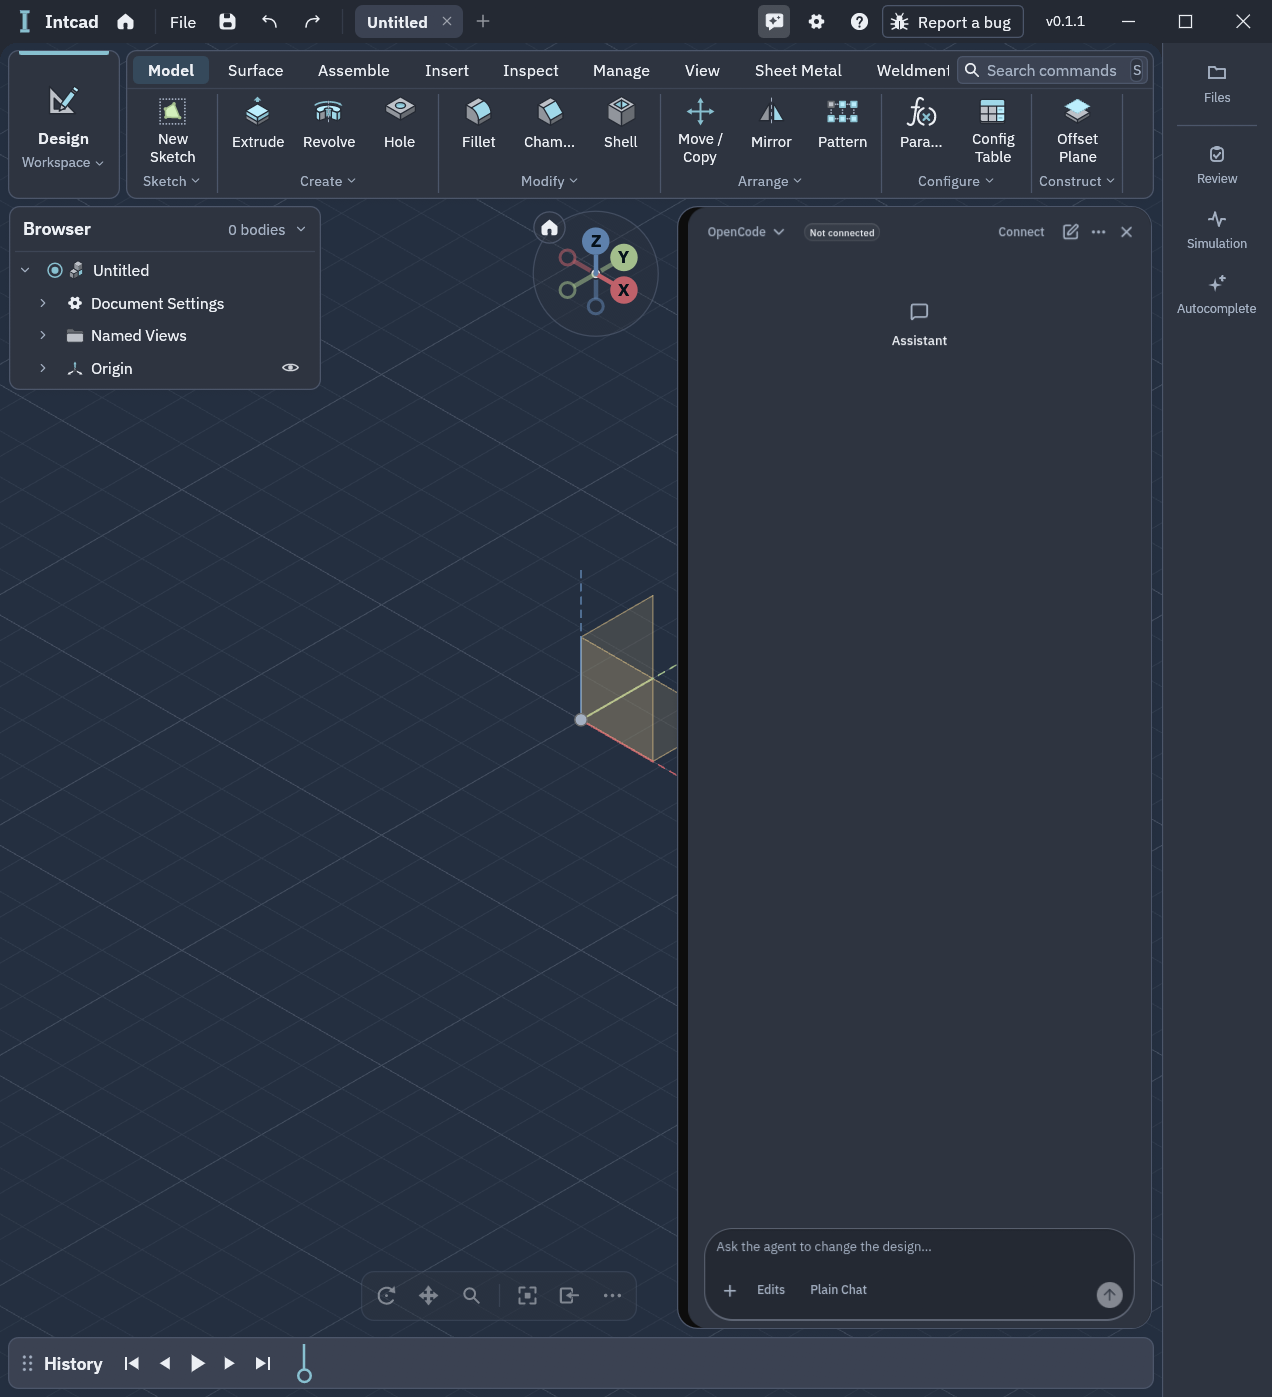 Intcad
File
Untitled
Report a bug
v0.1.1
Design
Workspace
Model
Surface
Assemble
Insert
Inspect
Manage
View
Sheet Metal
Weldment
Search commands
S
New
Sketch
Extrude
Revolve
Hole
Fillet
Cham...
Shell
Move /
Copy
Mirror
Pattern
Para...
Config
Table
Offset
Plane
Sketch
Create
Modify
Arrange
Configure
Construct
Files
Review
Simulation
Autocomplete
Browser
0 bodies
Untitled
Document Settings
Named Views
Origin
Z
Y
X
OpenCode
Not connected
Connect
Assistant
Ask the agent to change the design...
Edits
Plain Chat
History